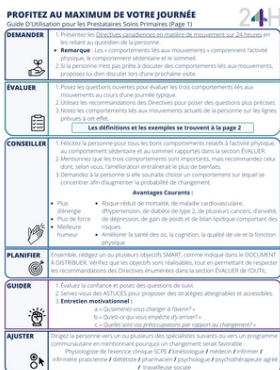 PROFITEZ AU MAXIMUM DE VOTRE JOURNÉE
Guide D'Utilisation pour les Prestataires Soins Primaires (Page 1)
24H
DEMANDER
1. Présentez les Directives canadiennes en matière de mouvement sur 24 heures en
les reliant au quotidien de la personne.
• Remarque : Les « comportements liés aux mouvements » comprennent l'activité
physique, le comportement sédentaire et le sommeil.
2. Si la personne n'est pas prête à discuter des comportements liés aux mouvements,
proposez-lui d'en discuter lors d'une prochaine visite.
ÉVALUER
1. Posez les questions ouvertes pour évaluer les trois comportements liés aux
mouvements au cours d'une journée typique.
2. Utilisez les recommandations des Directives pour poser des questions plus précises.
3. Notez les comportements liés aux mouvements actuels de la personne sur les lignes
prévues à cet effet.
Les définitions et les exemples se trouvent à la page 2
CONSEILLER
1. Félicitez la personne pour tous les bons comportements relatifs à l'activité physique,
au comportement sédentaire et au sommeil rapportés dans la section ÉVALUER.
2. Mentionnez que les trois comportements sont importants, mais recommandez celui
dont, selon vous, l'amélioration entraînerait le plus de bienfaits.
3. Demandez à la personne si elle souhaite choisir un comportement sur lequel se
concentrer afin d'augmenter la probabilité de changement.
Avantages Courants :
• Plus d'énergie
• Plus de force
• Meilleure humeur
• Risque réduit de mortalité, de maladie cardiovasculaire,
d'hypertension, de diabète de type 2, de plusieurs cancers, d'anxiété,
de dépression, de gain de poids et de bilan lipidique comportant des
risques.
• Améliorer la santé des os, la cognition, la qualité de vie et la fonction
physique
PLANIFIER
Ensemble, rédigez un ou plusieurs objectifs SMART, comme indiqué dans le DOCUMENT
À DISTRIBUER. Vérifiez que les objectifs sont réalisables, tout en permettant de respecter
les recommandations des Directives énumérées dans la section ÉVALUER de l'OUTIL.
GUIDER
1. Évaluez la confiance et posez des questions de suivi.
2. Servez-vous des ASTUCES pour proposer des stratégies atteignables et accessibles.
3. Entretien motivationnel :
a.« Qu'aimeriez-vous changer à l'avenir? »
b.« Qu'est-ce qui vous empêche d'y arriver? »
c.« Quelles sont vos préoccupations par rapport au changement? »
AJUSTER
Dirigez la personne vers un ou plusieurs des spécialistes suivants ou vers un programme
communautaire en mentionnant pourquoi un changement serait favorable :
Physiologiste de l'exercice clinique SCPE / kinésiologue / médecin / infirmier /
infirmière praticienne / diététiste / pharmacien / psychologue / psychothérapeute agréé
/ travailleuse sociale